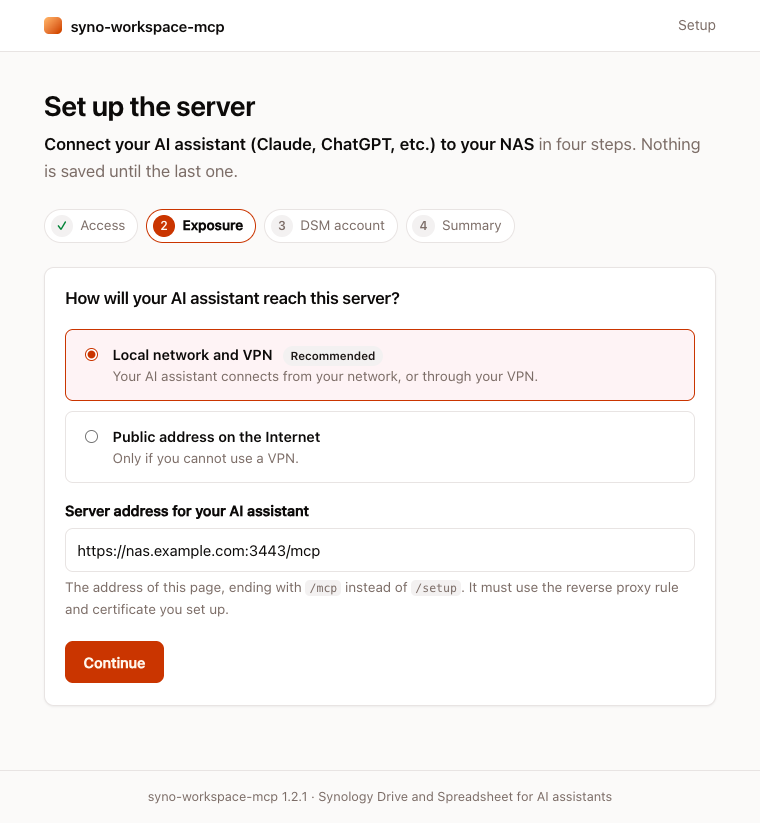 syno-workspace-mcp
Setup
Set up the server
Connect your AI assistant (Claude, ChatGPT, etc.) to your NAS in four steps. Nothing
is saved until the last one.
Access
2 Exposure
3 DSM account
4 Summary
How will your AI assistant reach this server?
Local network and VPN Recommended
Your AI assistant connects from your network, or through your VPN.
Public address on the Internet
Only if you cannot use a VPN.
Server address for your AI assistant
https://nas.example.com:3443/mcp
The address of this page, ending with /mcp instead of /setup. It must use the reverse proxy rule
and certificate you set up.
Continue
syno-workspace-mcp 1.2.1 · Synology Drive and Spreadsheet for AI assistants